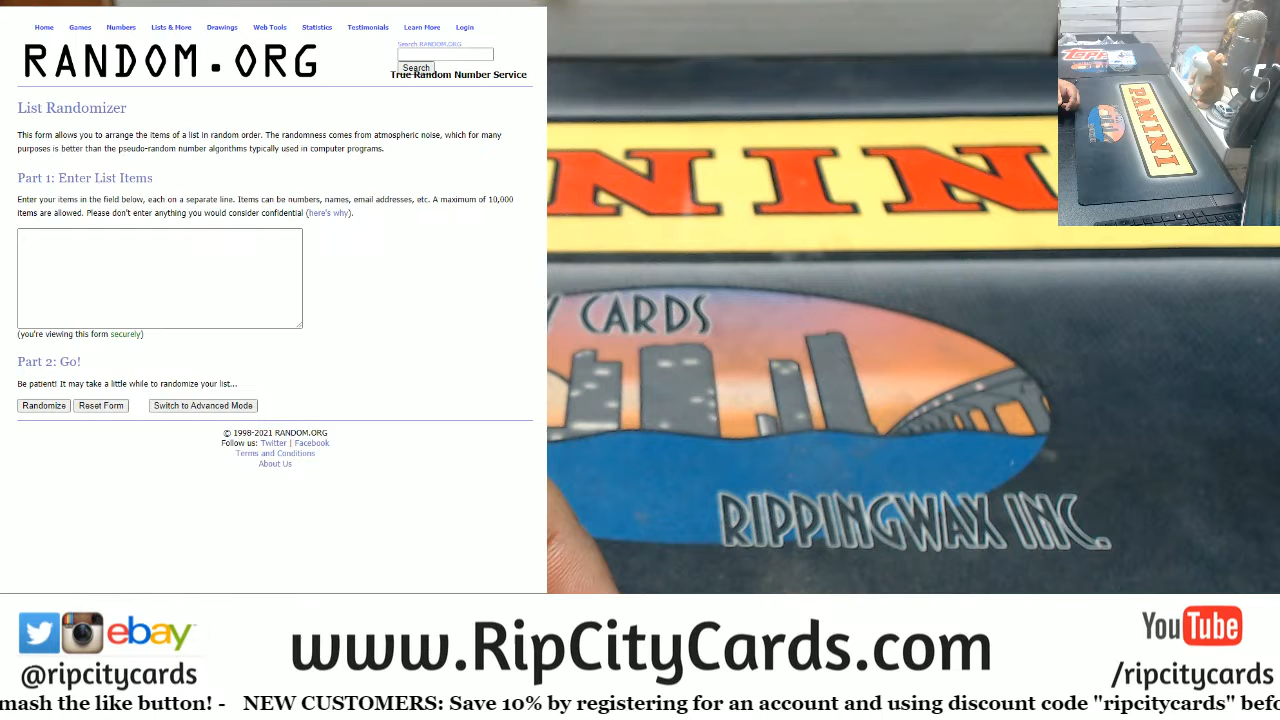 Home Games Numbers Lists & More Drawings Web Tools Statistics Testimonials Learn More Login
RANDOM.ORG
Search RANDOM.ORG
Search
True Random Number Service
List Randomizer
This form allows you to arrange the items of a list in random order. The randomness comes from atmospheric noise, which for many
purposes is better than the pseudo-random number algorithms typically used in computer programs.
Part 1: Enter List Items
Enter your items in the field below, each on a separate line. Items can be numbers, names, email addresses, etc. A maximum of 10,000
items are allowed. Please don't enter anything you would consider confidential (here's why).
(you're viewing this form securely)
Part 2: Go!
Be patient! It may take a little while to randomize your list...
Randomize Reset Form Switch to Advanced Mode
© 1998-2021 RANDOM.ORG
Follow us: Twitter | Facebook
Terms and Conditions
About Us
NINI
Y CARDS
RIPPINGWAX INC.
Topps
PANINI
5
ebay
@ripcitycards
www.RipCityCards.com
YouTube
/ripcitycards
mash the like button! - NEW CUSTOMERS: Save 10% by registering for an account and using discount code "ripcitycards" befo